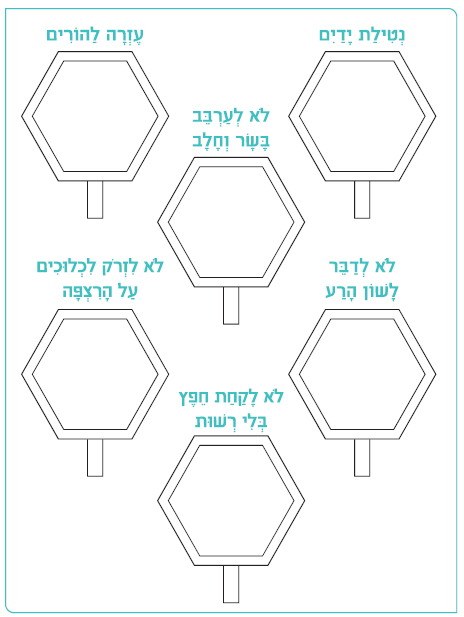 נְטִילַת יָדַיִם
עֶזְרָה לַהוֹרִים
לֹא לְעַרְבֵּב
בָּשָׂר וְחָלָב
לֹא לְדַבֵּר
לָשׁוֹן הָרַע
לֹא לִזְרֹק לִכְלוּכִים
עַל הָרִצְפָּה
לֹא לָקַחַת חֵפֶץ
בְּלִי רְשׁוּת